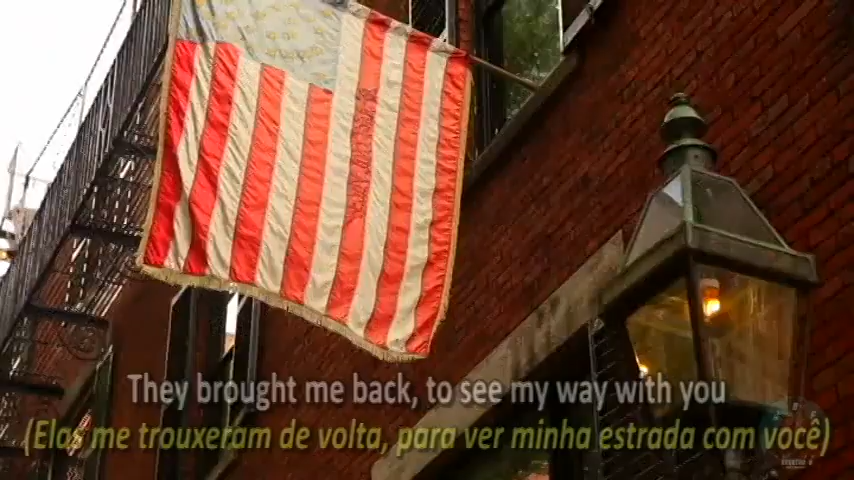 They brought me back, to see my way with you
(Elas me trouxeram de volta, para ver minha estrada com você)